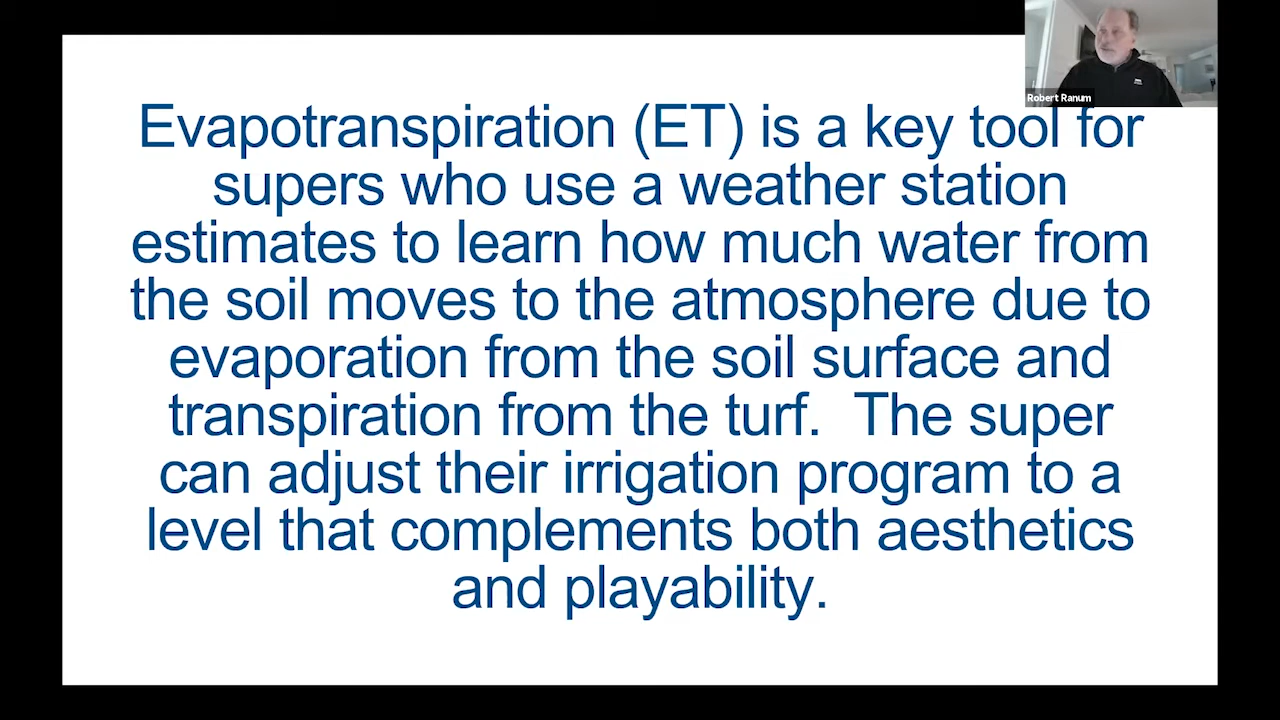 Robert Ranum
Evapotranspiration (ET) is a key tool for
supers who use a weather station
estimates to learn how much water from
the soil moves to the atmosphere due to
evaporation from the soil surface and
transpiration from the turf.  The super
can adjust their irrigation program to a
level that complements both aesthetics
and playability.